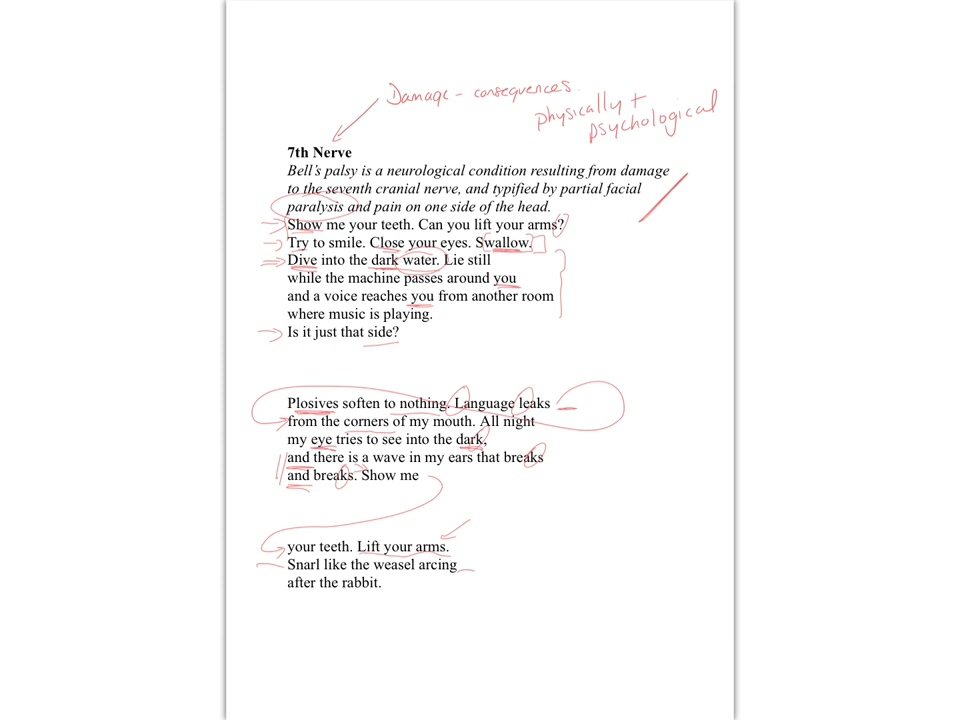 Damage - consequences.
physically +
psychological
7th Nerve
Bell's palsy is a neurological condition resulting from damage
to the seventh cranial nerve, and typified by partial facial
paralysis and pain on one side of the head.
Show me your teeth. Can you lift your arms?
Try to smile. Close your eyes. Swallow.
Dive into the dark water. Lie still
while the machine passes around you
and a voice reaches you from another room
where music is playing.
Is it just that side?
Plosives soften to nothing. Language leaks
from the corners of my mouth. All night
my eye tries to see into the dark,
and there is a wave in my ears that breaks
and breaks. Show me
your teeth. Lift your arms.
Snarl like the weasel arcing
after the rabbit.